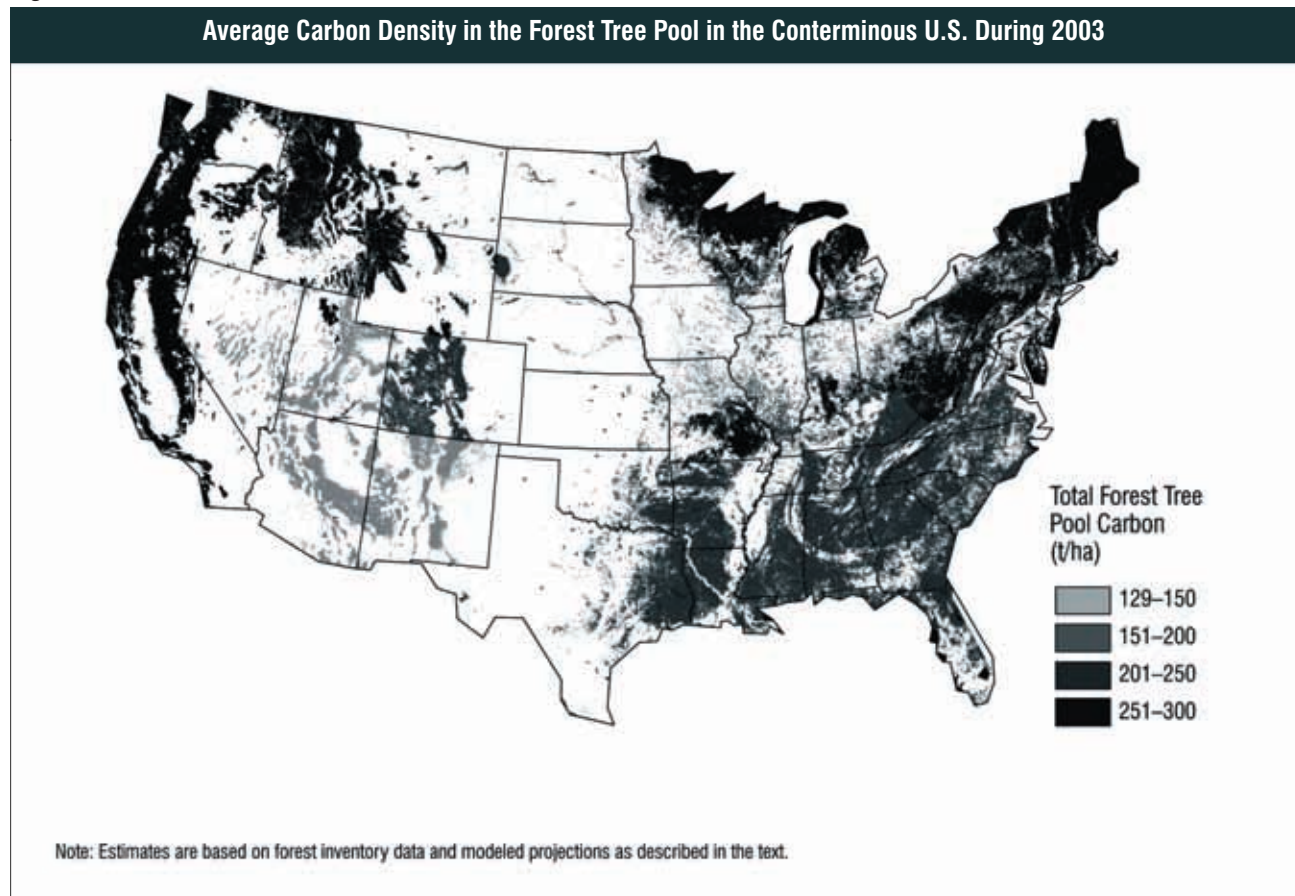 Average Carbon Density in the Forest Tree Pool in the Conterminous U.S. During 2003
Total Forest Tree
Pool Carbon
(t/ha)
129–150
151–200
201–250
251–300
Note: Estimates are based on forest inventory data and modeled projections as described in the text.